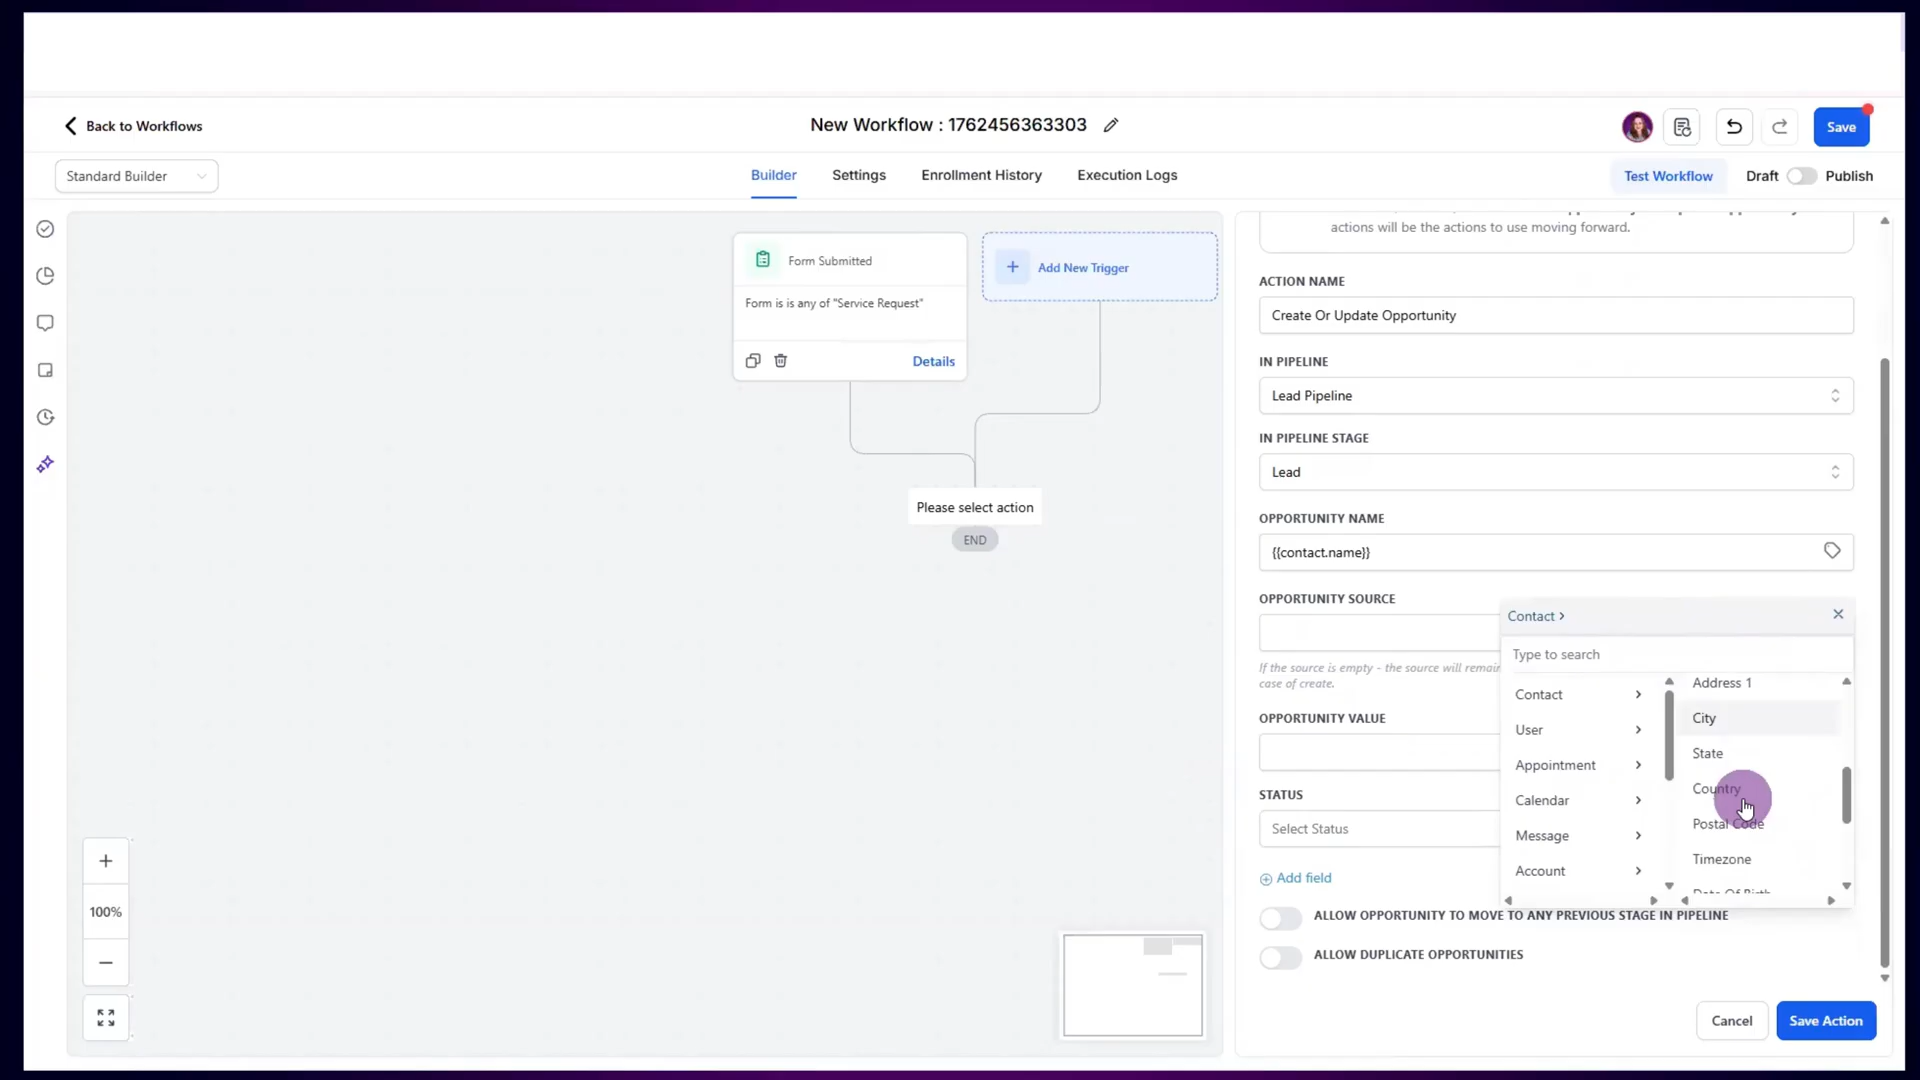 Back to Workflows
New Workflow : 1762456363303
Save
Standard Builder
Builder
Settings
Enrollment History
Execution Logs
Test Workflow
Draft
Publish
Form Submitted
Form is is any of "Service Request"
Details
Add New Trigger
Please select action
END
100%
actions will be the actions to use moving forward.
ACTION NAME
Create Or Update Opportunity
IN PIPELINE
Lead Pipeline
IN PIPELINE STAGE
Lead
OPPORTUNITY NAME
{{contact.name}}
OPPORTUNITY SOURCE
If the source is empty - the source will remain
case of create.
OPPORTUNITY VALUE
STATUS
Select Status
Add field
ALLOW OPPORTUNITY TO MOVE TO ANY PREVIOUS STAGE IN PIPELINE
ALLOW DUPLICATE OPPORTUNITIES
Contact
Type to search
Contact
User
Appointment
Calendar
Message
Account
Address 1
City
State
Country
Postal Code
Timezone
Date Of Birth
Cancel
Save Action